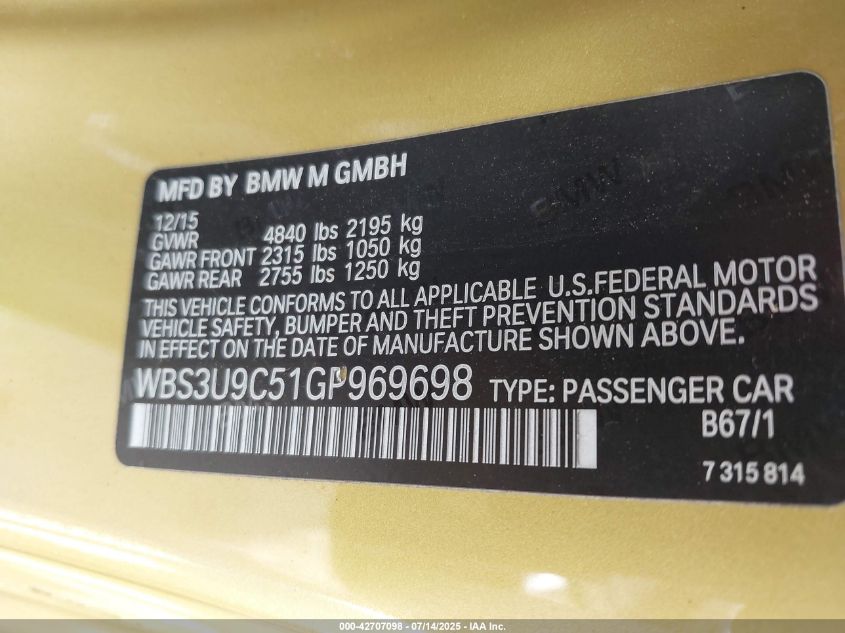 MFD BY BMW M GMBH
12/15
GVWR 4840 lbs 2195 kg
GAWR FRONT 2315 lbs 1050 kg
GAWR REAR 2755 lbs 1250 kg
THIS VEHICLE CONFORMS TO ALL APPLICABLE U.S.FEDERAL MOTOR
VEHICLE SAFETY, BUMPER AND THEFT PREVENTION STANDARDS
IN EFFECT ON THE DATE OF MANUFACTURE SHOWN ABOVE.
WBS3U9C51GP969698 TYPE: PASSENGER CAR
B67/1
7 315 814
000-42707098 - 07/14/2025 - IAA Inc.